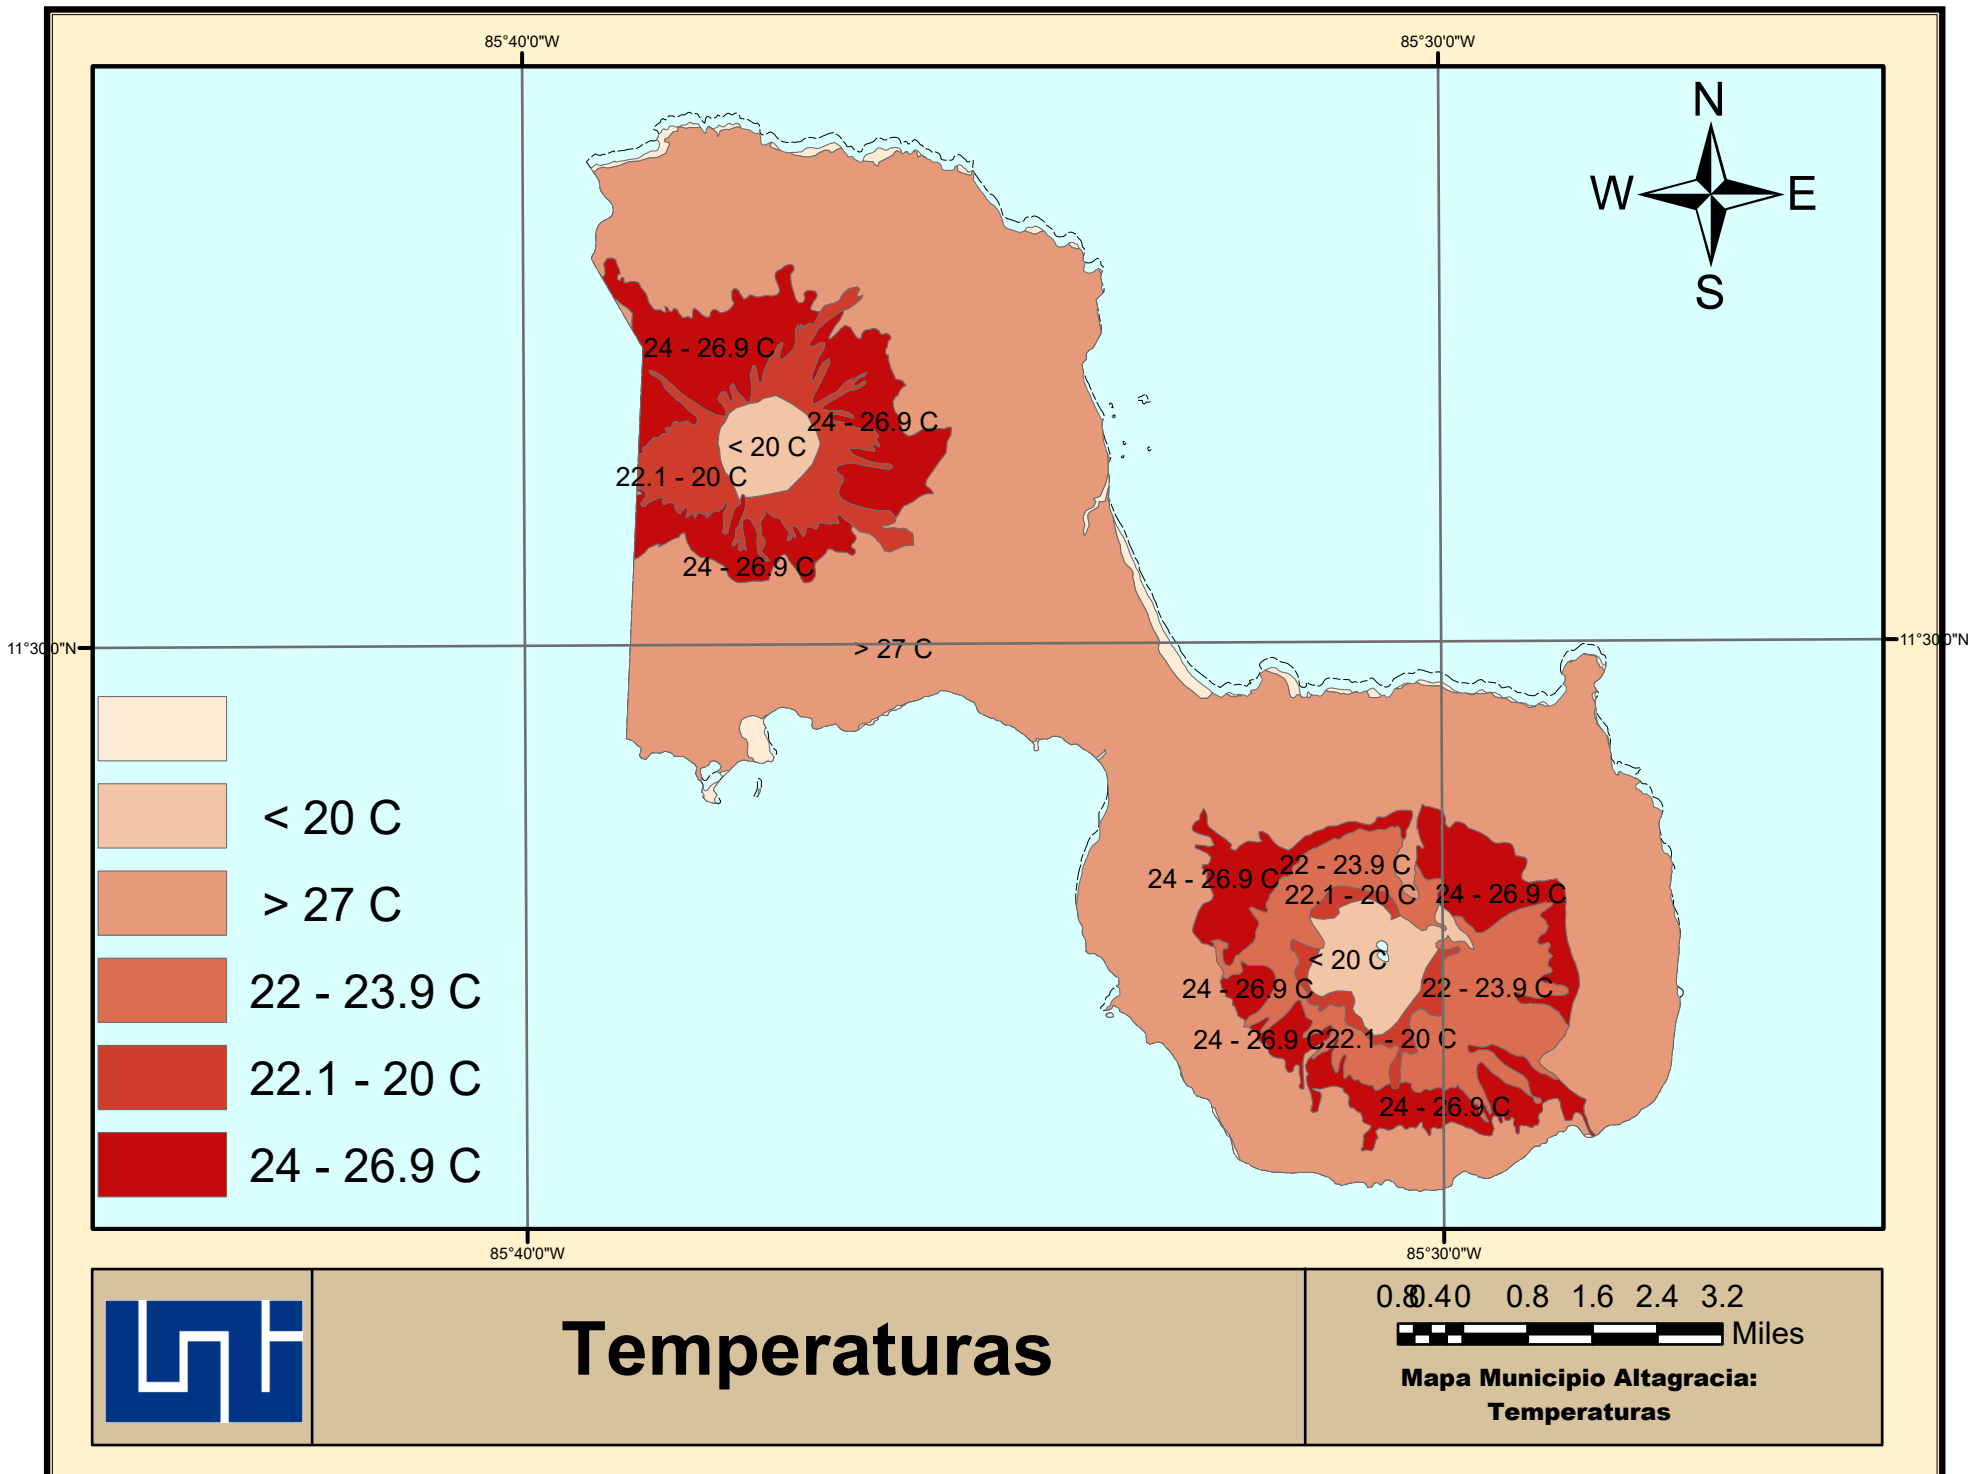 85°40'0"W
85°30'0"W
N
W
E
S
24 - 26.9 C
24 - 26.9 C
< 20 C
22.1 - 20 C
24 - 26.9 C
11°30'0"N
> 27 C
11°30'0"N
< 20 C
> 27 C
22 - 23.9 C
22.1 - 20 C
24 - 26.9 C
22 - 23.9 C
24 - 26.9 C
22.1 - 20 C
24 - 26.9 C
< 20 C
24 - 26.9 C
22 - 23.9 C
24 - 26.9 C
22.1 - 20 C
24 - 26.9 C
85°40'0"W
85°30'0"W
Temperaturas
0.8 0.4 0 0.8 1.6 2.4 3.2
Miles
Mapa Municipio Altagracia:
Temperaturas